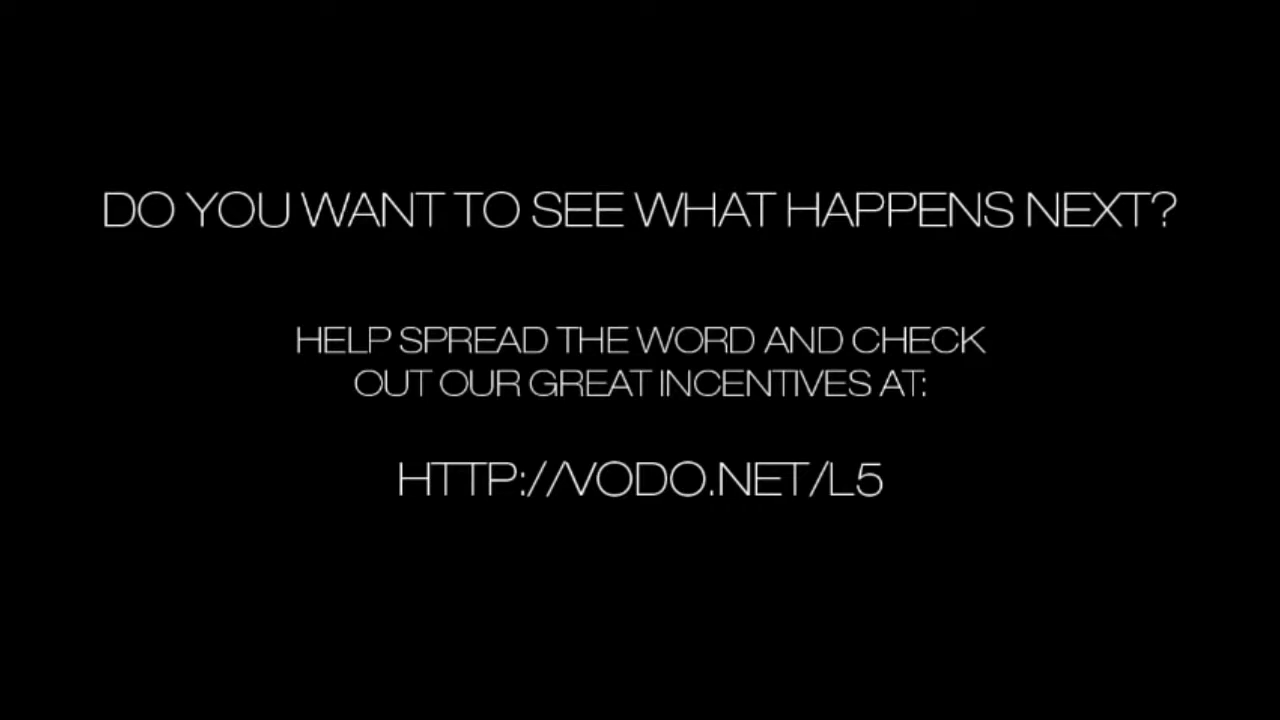 DO YOU WANT TO SEE WHAT HAPPENS NEXT?
HELP SPREAD THE WORD AND CHECK
OUT OUR GREAT INCENTIVES AT:
HTTP://VODO.NET/L5